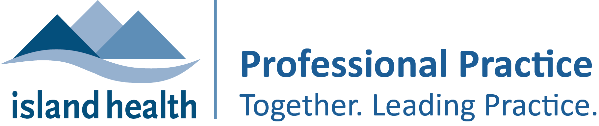 island health
Professional Practice
Together. Leading Practice.